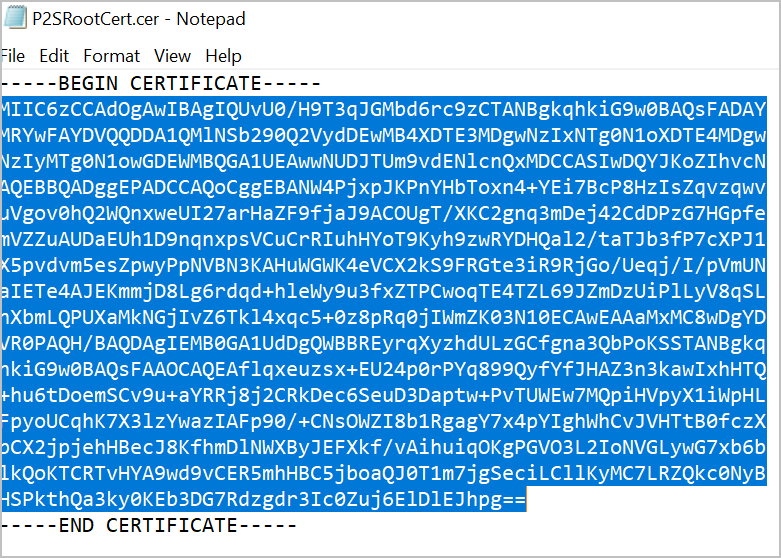 P2SRootCert.cer - Notepad
File Edit Format View Help
-----BEGIN CERTIFICATE-----
MIIC6zCCAdOgAwIBAgIQUvU0/H9T3qJGMbd6rc9zCTANBgkqhkiG9w0BAQsFADAY
MRYwFAYDVQQDDA1QMlNSb290Q2VydDEwMB4XDTE3MDgwNzIxNTg0N1oXDTE4MDgw
NzIyMTg0N1owGDEWMBQGA1UEAwwNUDJTUm9vdENlcnQxMDCCASIwDQYJKoZIhvcN
AQEBBQADggEPADCCAQoCggEBANW4PjxpJKPnYHbToxn4+YEi7BcP8HzIsZqvzqwv
uVgov0hQ2WQnxweUI27arHaZF9fjaJ9ACOUgT/XKC2gnq3mDej42CdDPzG7HGpfe
mVZZuAUDaEUh1D9nqnxpsVCuCrRIuhHYoT9Kyh9zwRYDHQal2/taTJb3fP7cXPJ1
X5pvdvm5esZpwyPpNVBN3KAHuWGWK4eVCX2kS9FRGte3iR9RjGo/Ueqj/I/pVmUN
aIETe4AJEKmmjD8Lg6rdqd+hleWy9u3fxZTPCwoqTE4TZL69JZmDzUiPlLyV8qSL
nXbmLQPUXaMkNGjIvZ6Tkl4xqc5+0z8pRq0jIWmZK03N10ECAwEAAaMxMC8wDgYD
VR0PAQH/BAQDAgIEMB0GA1UdDgQWBBREyrqXyzhdULzGCfgna3QbPoKSSTANBgkq
hkiG9w0BAQsFAAOCAQEAflqxeuzsx+EU24p0rPYq899QyfYfJHAZ3n3kawIxhHTQ
+hu6tDoemSCv9u+aYRRj8j2CRkDec6SeuD3Daptw+PvTUWEw7MQpiHVpyX1iWpHL
FpyoUCqhK7X3lzYwazIAFp90/+CNsOWZI8b1RgagY7x4pYIghWhCvJVHTtB0fczX
pCX2jpjehHBecJ8KfhmDlNWXByJEFXkf/vAihuiqOKgPGVO3L2IoNVGLywG7xb6b
lkQoKTCRTvHYA9wd9vCER5mhHBC5jboaQJ0T1m7jgSeciLCllKyMC7LRZQkc0NyB
HSPkthQa3ky0KEb3DG7Rdzgdr3Ic0Zuj6ElDlEJhpg==
-----END CERTIFICATE-----